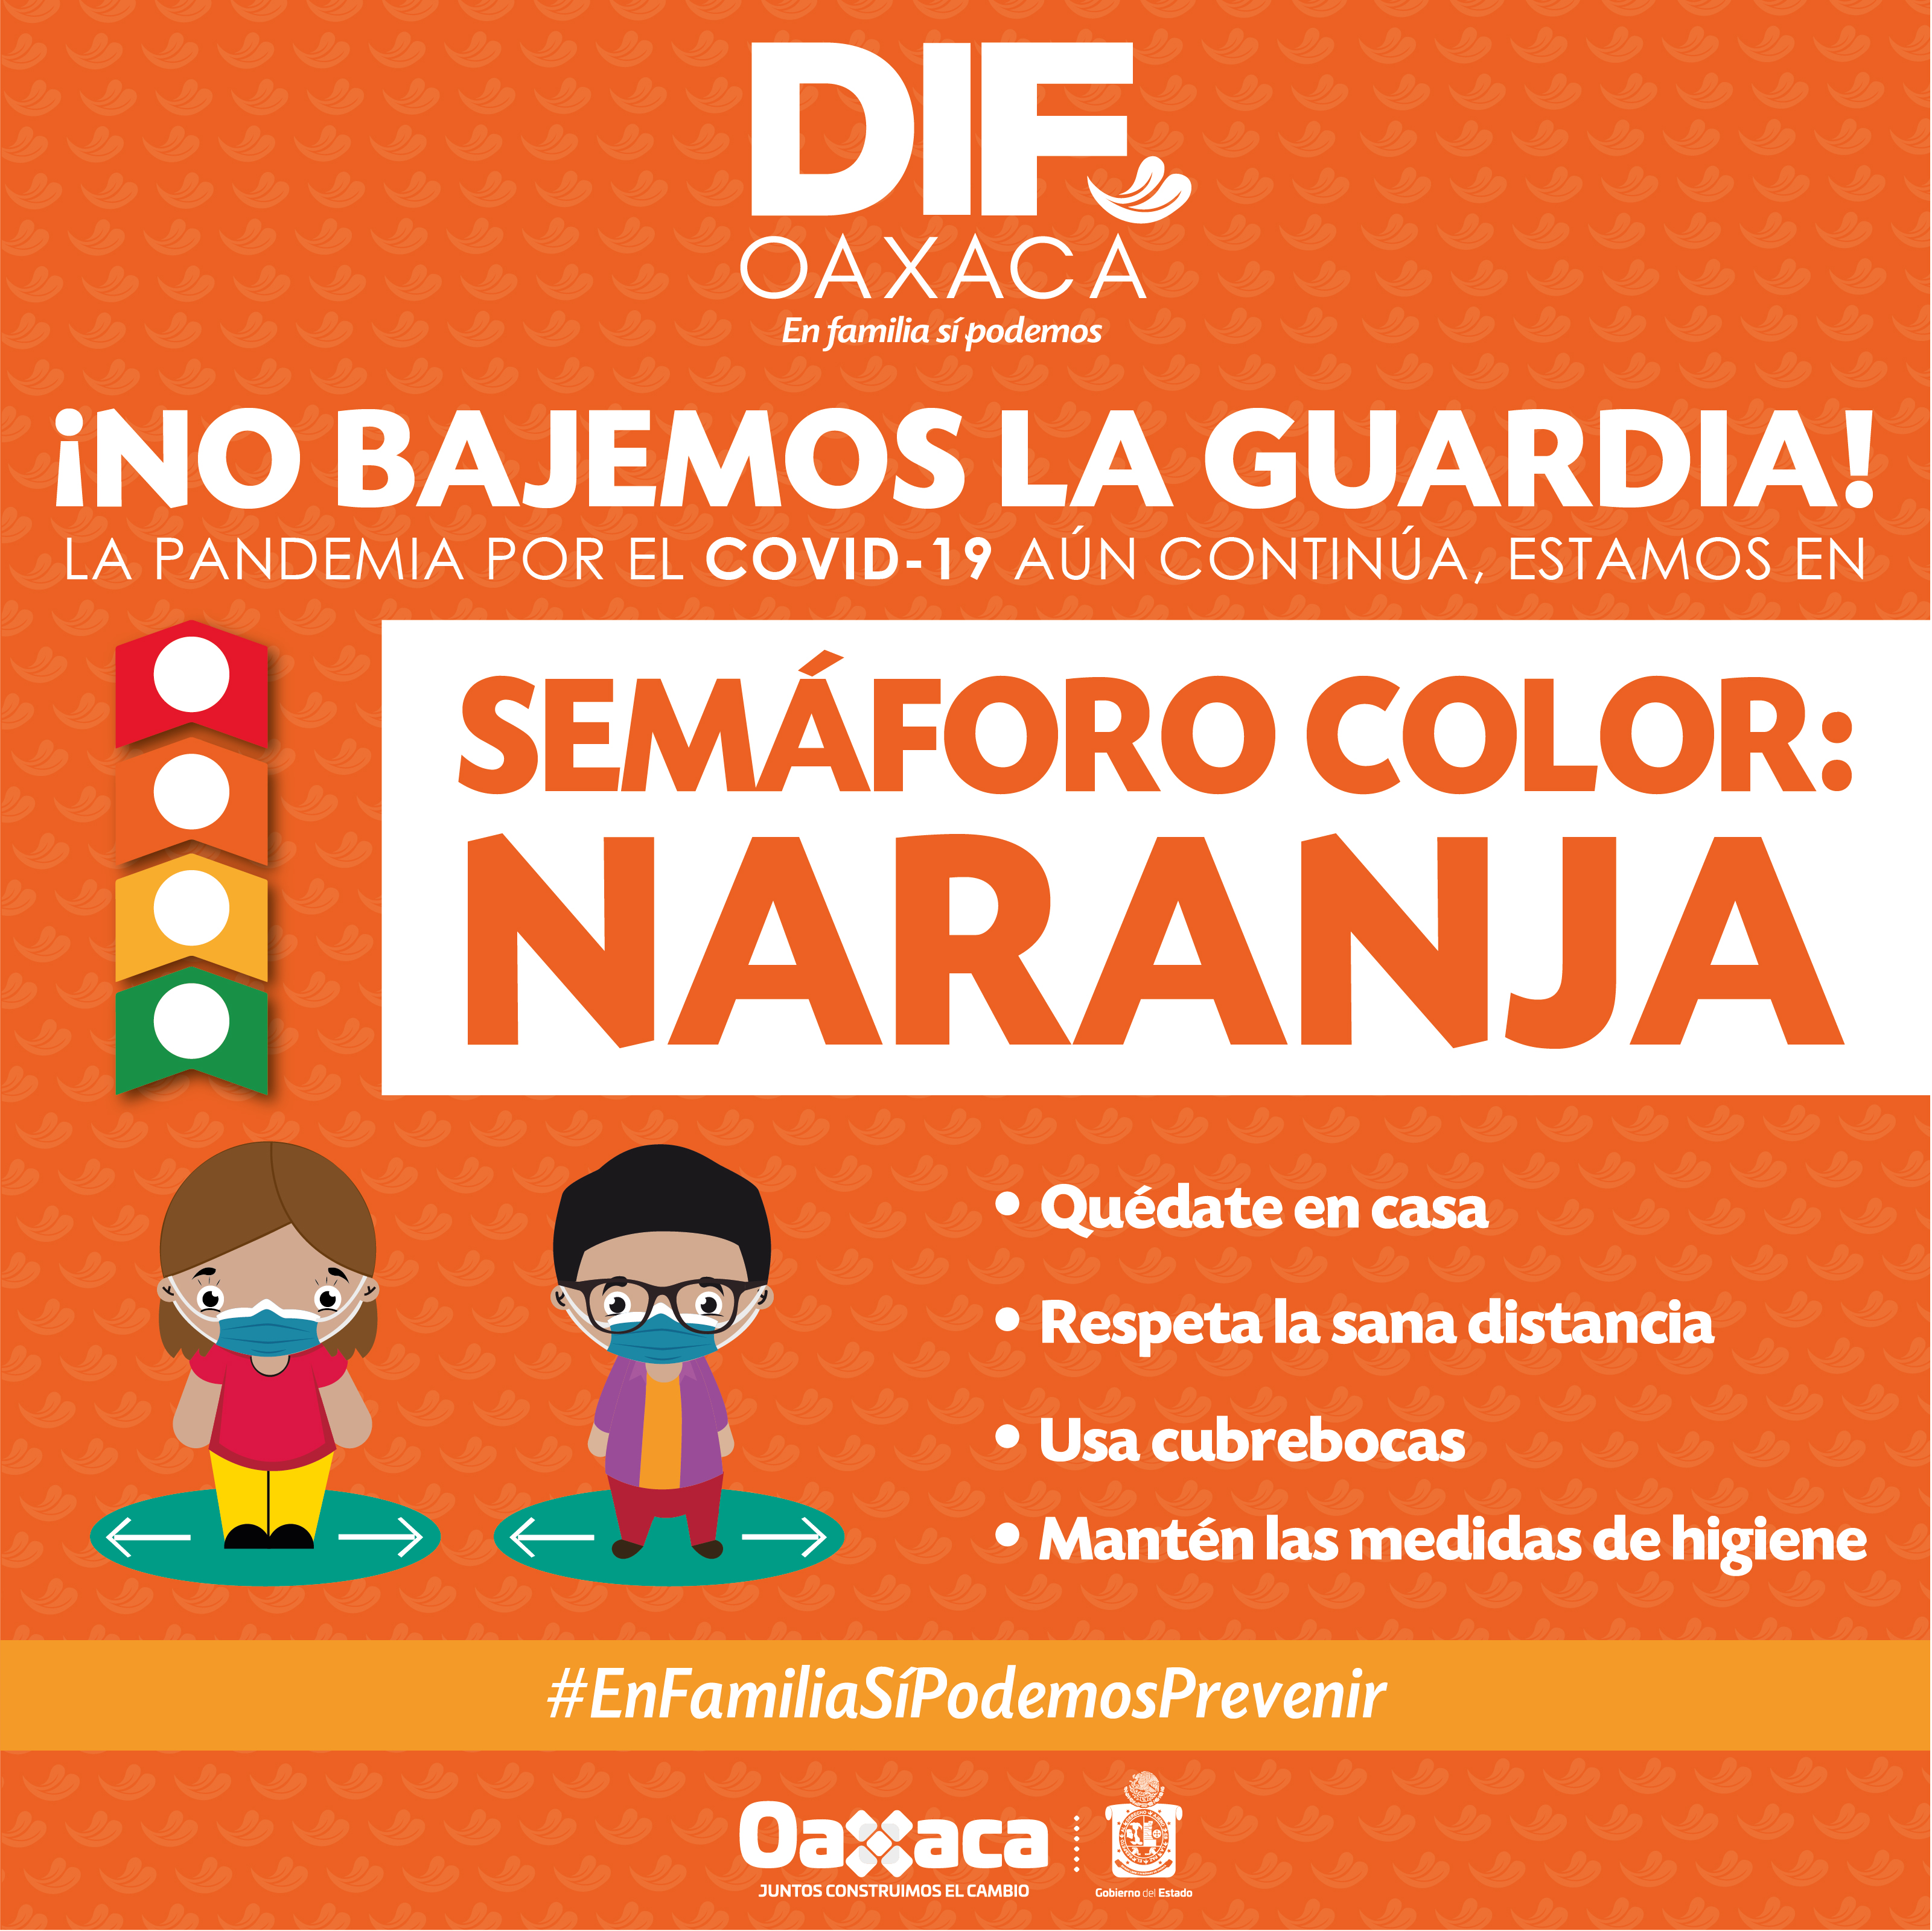 DIF
OAXACA
En familia sí podemos
¡NO BAJEMOS LA GUARDIA!
LA PANDEMIA POR EL COVID-19 AÚN CONTINÚA, ESTAMOS EN
SEMÁFORO COLOR:
NARANJA
• Quédate en casa
• Respeta la sana distancia
• Usa cubrebocas
• Mantén las medidas de higiene
#EnFamiliaSíPodemosPrevenir
Oaxaca
JUNTOS CONSTRUIMOS EL CAMBIO
Gobierno del Estado